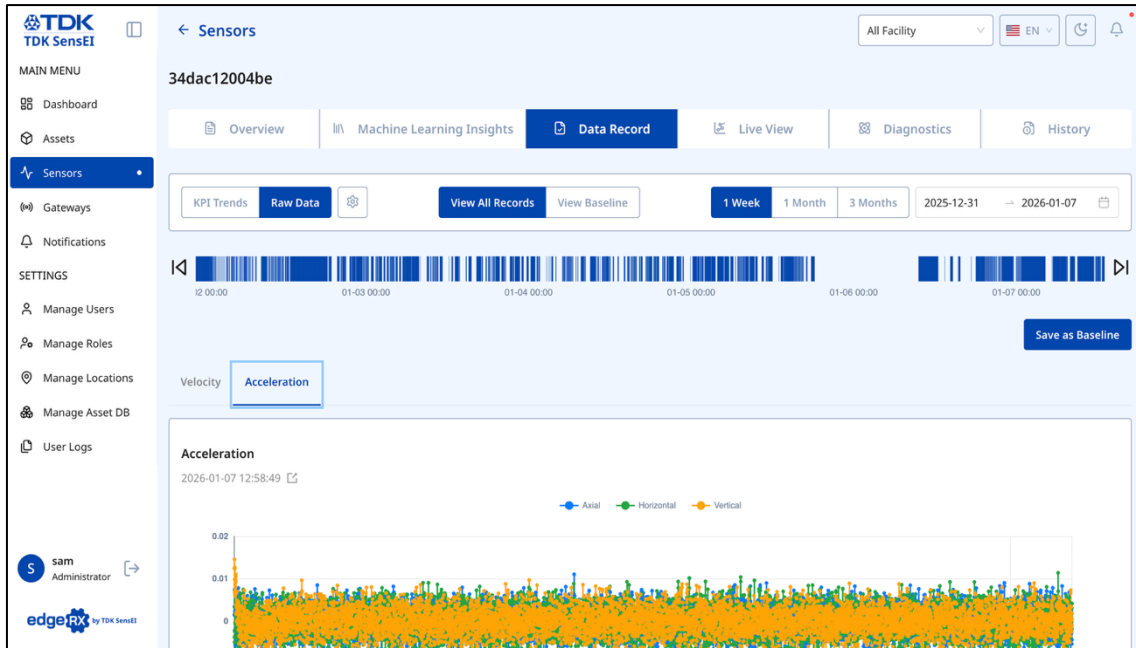 TDK
TDK SensEI
MAIN MENU
Dashboard
Assets
Sensors
Gateways
Notifications
SETTINGS
Manage Users
Manage Roles
Manage Locations
Manage Asset DB
User Logs
S
sam
Administrator
edgeRX by TDK SensEI
← Sensors
All Facility
EN
34dac12004be
Overview
Machine Learning Insights
Data Record
Live View
Diagnostics
History
KPI Trends
Raw Data
View All Records
View Baseline
1 Week
1 Month
3 Months
2025-12-31 → 2026-01-07
12 00:00
01-03 00:00
01-04 00:00
01-05 00:00
01-06 00:00
01-07 00:00
Save as Baseline
Velocity
Acceleration
Acceleration
2026-01-07 12:58:49
Axial
Horizontal
Vertical
0.02
0.01
0